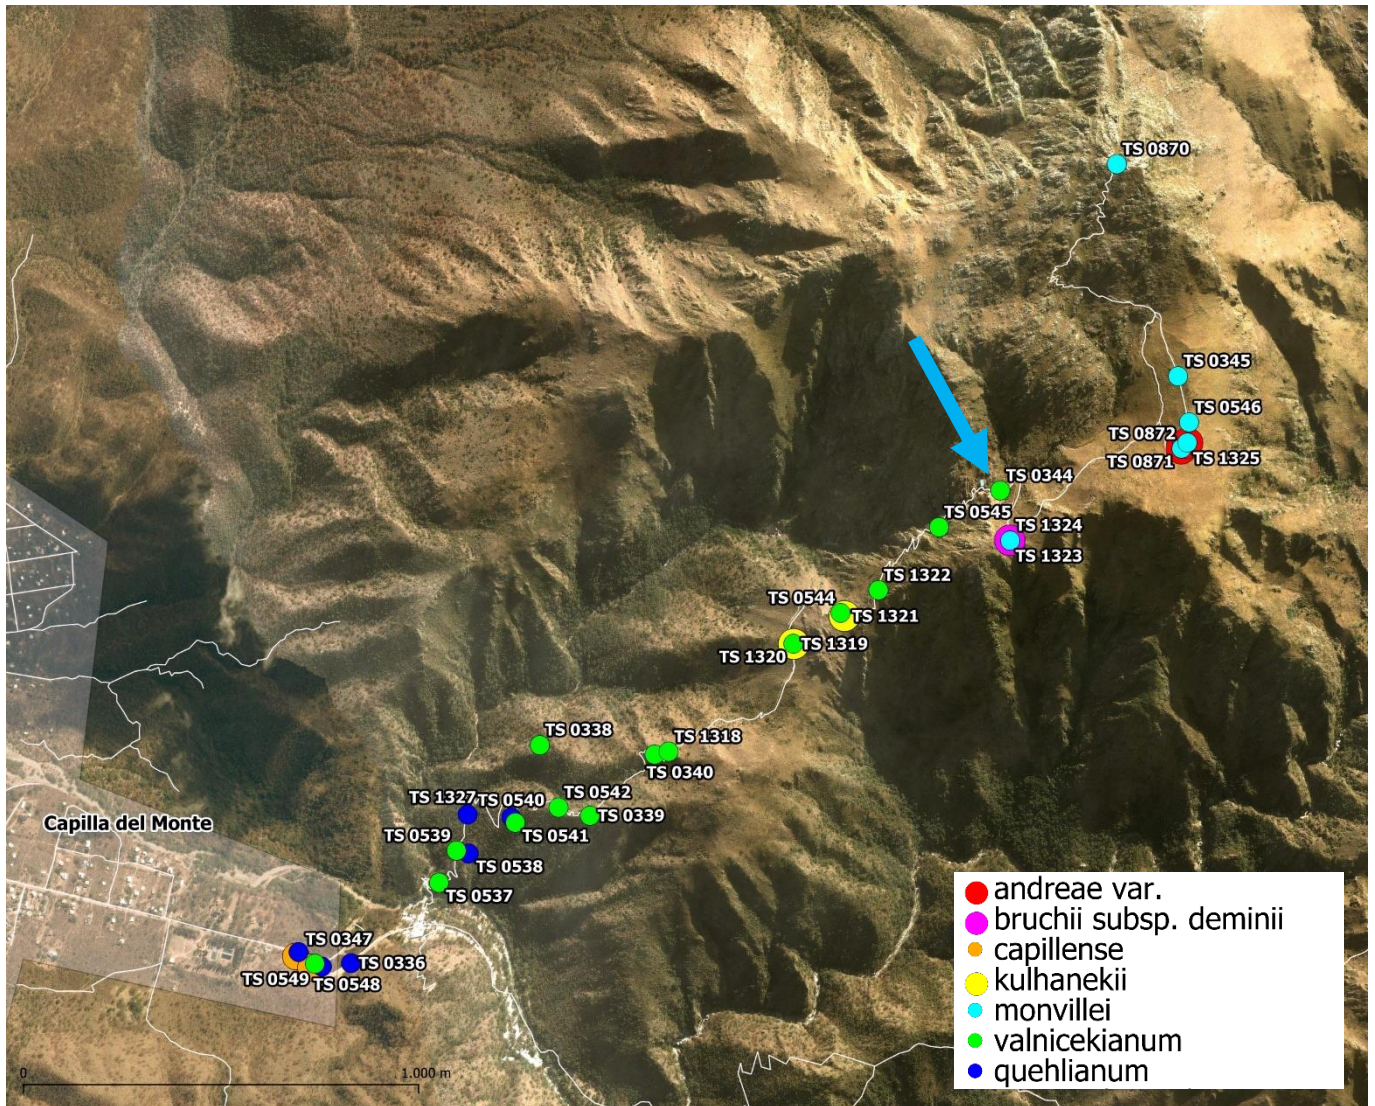 TS 0870
TS 0345
TS 0546
TS 0872
TS 0871
TS 1325
TS 0344
TS 0545
TS 1324
TS 1323
TS 1322
TS 0544
TS 1321
TS 1319
TS 1320
TS 0338
TS 1318
TS 0340
TS 1327
TS 0540
TS 0542
TS 0339
TS 0541
TS 0539
TS 0538
TS 0537
Capilla del Monte
TS 0347
TS 0336
TS 0549
TS 0548
0
1.000 m
andreae var.
bruchii subsp. deminii
capillense
kulhanekii
monvillei
valnicekianum
quehlianum